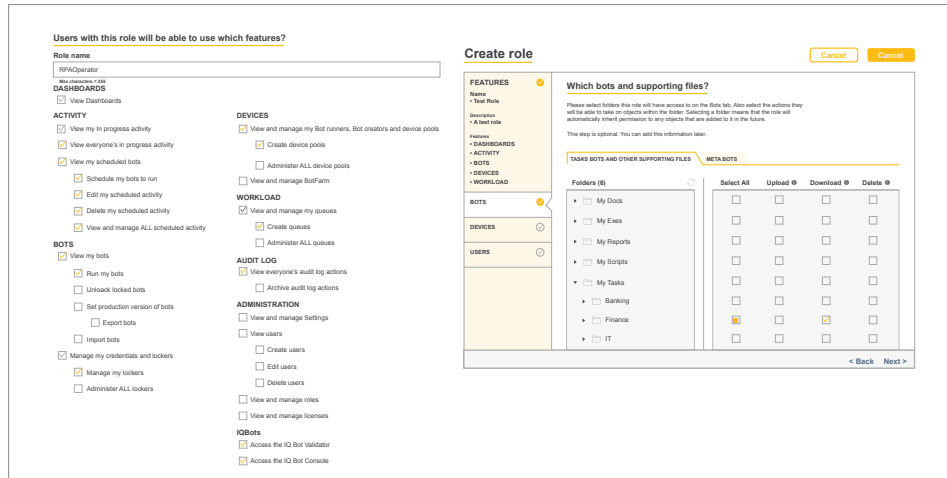 Users with this role will be able to use which features?
Role name
RPAOperator
Max characters = 255
DASHBOARDS
View Dashboards
ACTIVITY
View my In progress activity
View everyone's in progress activity
View my scheduled bots
Schedule my bots to run
Edit my scheduled activity
Delete my scheduled activity
View and manage ALL scheduled activity
BOTS
View my bots
Run my bots
Unloack locked bots
Set production version of bots
Export bots
Import bots
Manage my credentials and lockers
Manage my lockers
Administer ALL lockers
DEVICES
View and manage my Bot runners, Bot creators and device pools
Create device pools
Administer ALL device pools
View and manage BotFarm
WORKLOAD
View and manage my queues
Create queues
Administer ALL queues
AUDIT LOG
View everyone's audit log actions
Archive audit log actions
ADMINISTRATION
View and manage Settings
View users
Create users
Edit users
Delete users
View and manage roles
View and manage licenses
IQBots
Access the IQ Bot Validator
Access the IQ Bot Console
Create role
Cancel
Cancel
FEATURES
Name
• Test Role
Description
• A test role
Features
• DASHBOARDS
• ACTIVITY
• BOTS
• DEVICES
• WORKLOAD
BOTS
DEVICES
USERS
Which bots and supporting files?
Please select folders this role will have access to on the Bots tab. Also select the actions they
will be able to take on objects within the folder. Selecting a folder means that the role will
automatically inherit permission to any objects that are added to it in the future.
This step is optional. You can add this information later.
TASKS BOTS AND OTHER SUPPORTING FILES
META BOTS
Folders (6)
Select All Upload Download Delete
My Docs
My Exes
My Reports
My Scripts
My Tasks
Banking
Finance
IT
< Back Next >